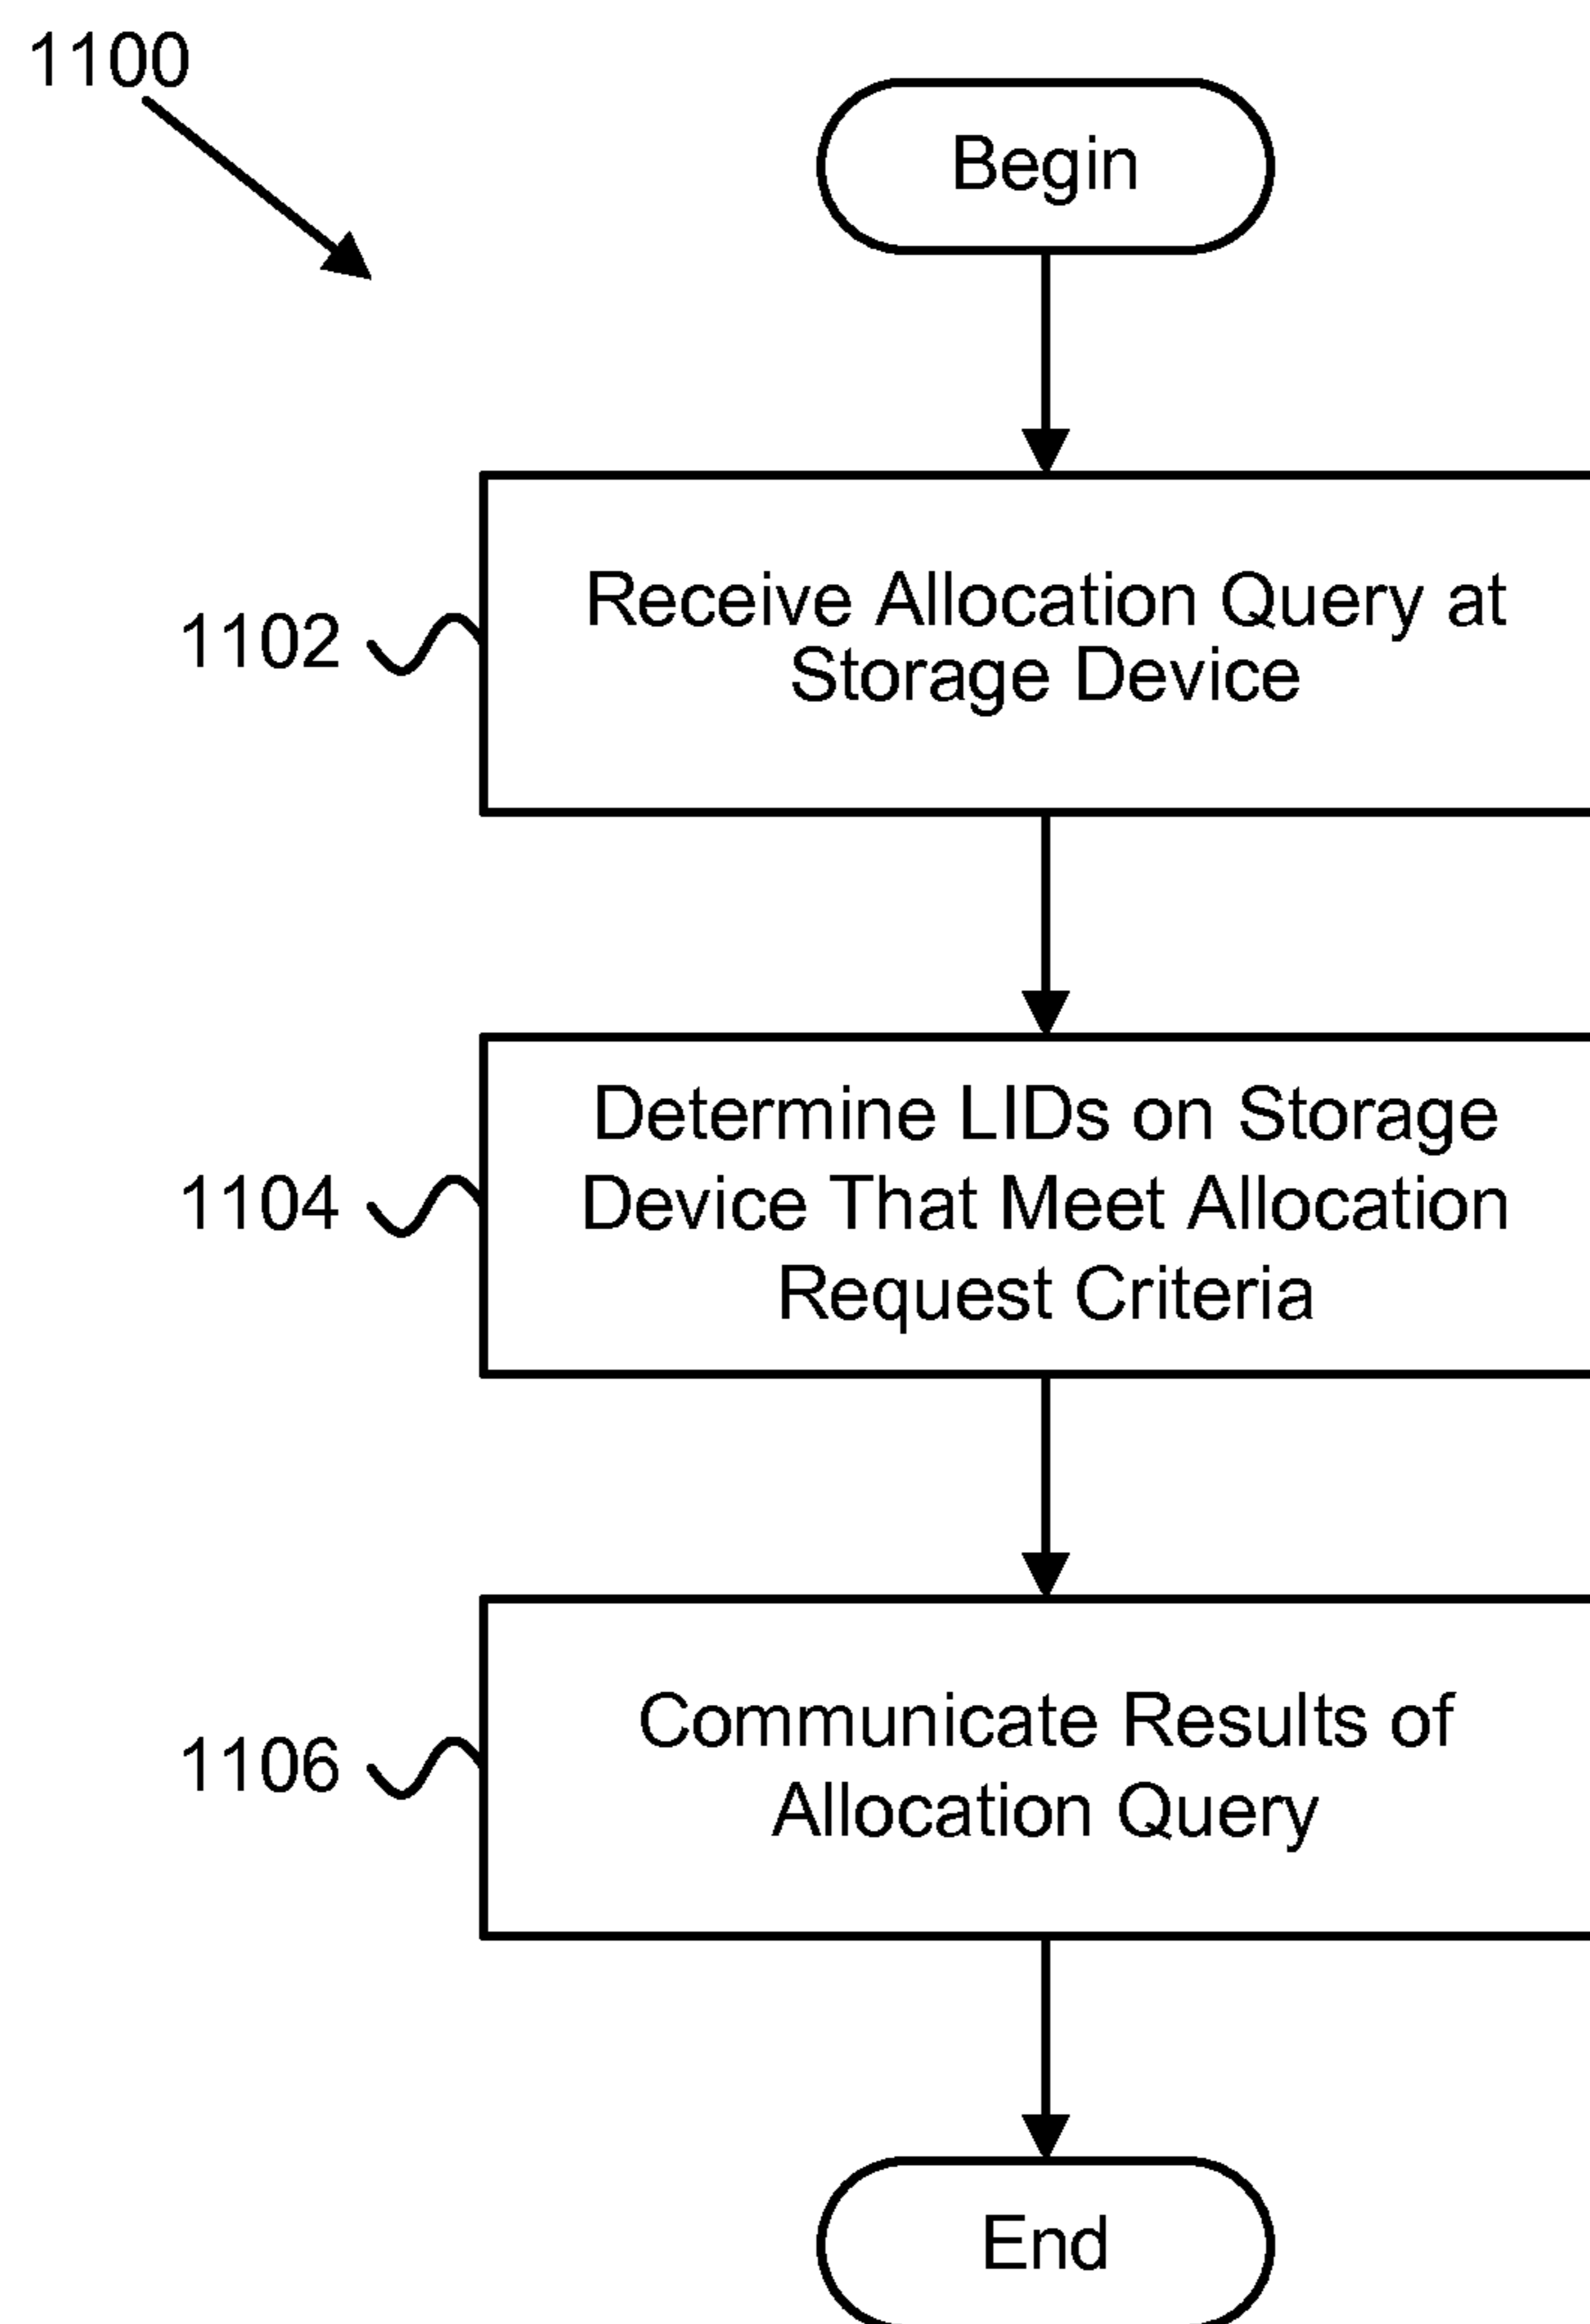 1100
Begin
1102
Receive Allocation Query at
Storage Device
1104
Determine LIDs on Storage
Device That Meet Allocation
Request Criteria
1106
Communicate Results of
Allocation Query
End